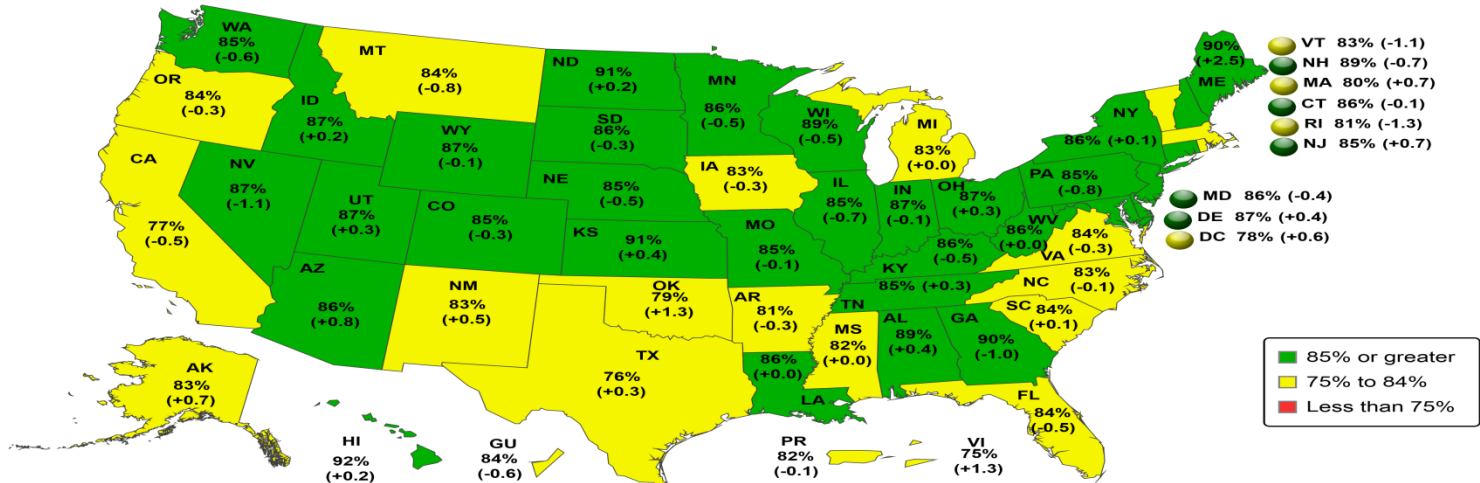 WA
85%
(-0.6)
OR
84%
(-0.3)
CA
77%
(-0.5)
MT
84%
(-0.8)
ID
87%
(+0.2)
NV
87%
(-1.1)
WY
87%
(-0.1)
UT
87%
(+0.3)
AZ
86%
(+0.8)
CO
85%
(-0.3)
NM
83%
(+0.5)
ND
91%
(+0.2)
SD
86%
(-0.3)
NE
85%
(-0.5)
KS
91%
(+0.4)
OK
79%
(+1.3)
TX
76%
(+0.3)
MN
86%
(-0.5)
IA
83%
(-0.3)
MO
85%
(-0.1)
AR
81%
(-0.3)
LA
86%
(+0.0)
WI
89%
(-0.5)
IL
85%
(-0.7)
MI
83%
(+0.0)
IN
87%
(-0.1)
OH
87%
(+0.3)
KY
86%
(-0.5)
TN
85% (+0.3)
MS
82%
(+0.0)
AL
89%
(+0.4)
GA
90%
(-1.0)
FL
84%
(-0.5)
SC
84%
(+0.1)
NC
83%
(-0.1)
VA
84%
(-0.3)
WV
86%
(+0.0)
PA
85%
(-0.8)
NY
86% (+0.1)
ME
90%
(+2.5)
VT 83% (-1.1)
NH 89% (-0.7)
MA 80% (+0.7)
CT 86% (-0.1)
RI 81% (-1.3)
NJ 85% (+0.7)
MD 86% (-0.4)
DE 87% (+0.4)
DC 78% (+0.6)
AK
83%
(+0.7)
HI
92%
(+0.2)
GU
84%
(-0.6)
PR
82%
(-0.1)
VI
75%
(+1.3)
85% or greater
75% to 84%
Less than 75%